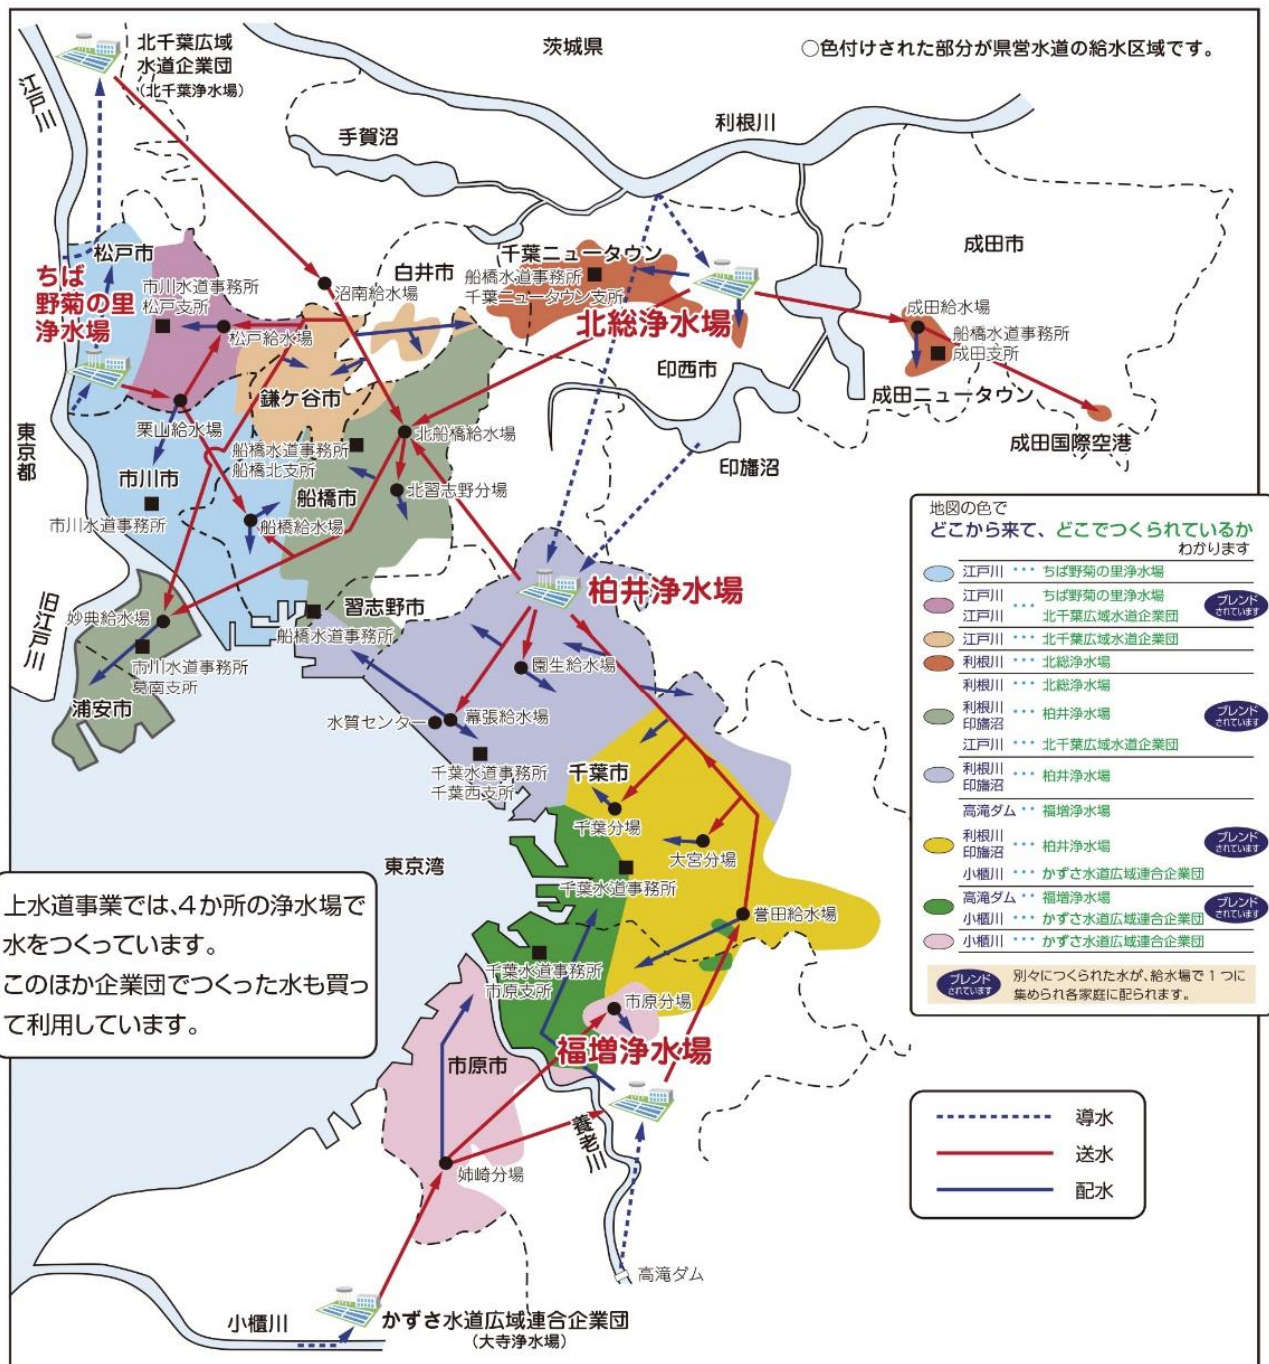 北千葉広域
水道企業団
(北千葉浄水場)
茨城県
○色付けされた部分が県営水道の給水区域です。
江戸川
手賀沼
利根川
成田市
松戸市
千葉ニュータウン
白井市
船橋水道事務所
千葉ニュータウン支所
ちば
野菊の里
浄水場
市川水道事務所
松戸支所
沼南給水場
北総浄水場
成田給水場
船橋水道事務所
成田支所
松戸給水場
印西市
成田ニュータウン
鎌ケ谷市
栗山給水場
東京都
北船橋給水場
成田国際空港
船橋水道事務所
船橋北支所
印旛沼
市川市
船橋市
北習志野分場
市川水道事務所
船橋給水場
柏井浄水場
旧江戸川
妙典給水場
習志野市
船橋水道事務所
市川水道事務所
葛南支所
園生給水場
浦安市
水質センター
幕張給水場
千葉水道事務所
千葉西支所
千葉市
千葉分場
大宮分場
東京湾
千葉水道事務所
誉田給水場
千葉水道事務所
市原支所
市原分場
福増浄水場
市原市
養老川
姉崎分場
高滝ダム
小櫃川
かずさ水道広域連合企業団
(大寺浄水場)
上水道事業では、4か所の浄水場で
水をつくっています。
このほか企業団でつくった水も買っ
て利用しています。
地図の色で
どこから来て、どこでつくられているか
わかります
江戸川 ・・・ ちば野菊の里浄水場
江戸川 ・・・ ちば野菊の里浄水場
江戸川 北千葉広域水道企業団
ブレンド
されています
江戸川 ・・・ 北千葉広域水道企業団
利根川 ・・・ 北総浄水場
利根川 ・・・ 北総浄水場
利根川
印旛沼 ・・・ 柏井浄水場
ブレンド
されています
江戸川 ・・・ 北千葉広域水道企業団
利根川
印旛沼 ・・・ 柏井浄水場
高滝ダム ・・ 福増浄水場
利根川
印旛沼 ・・・ 柏井浄水場
ブレンド
されています
小櫃川 ・・・ かずさ水道広域連合企業団
高滝ダム ・・・ 福増浄水場
小櫃川 ・・・ かずさ水道広域連合企業団
ブレンド
されています
小櫃川 ・・・ かずさ水道広域連合企業団
ブレンド
されています
別々につくられた水が、給水場で1つに
集められ各家庭に配られます。
導水
送水
配水